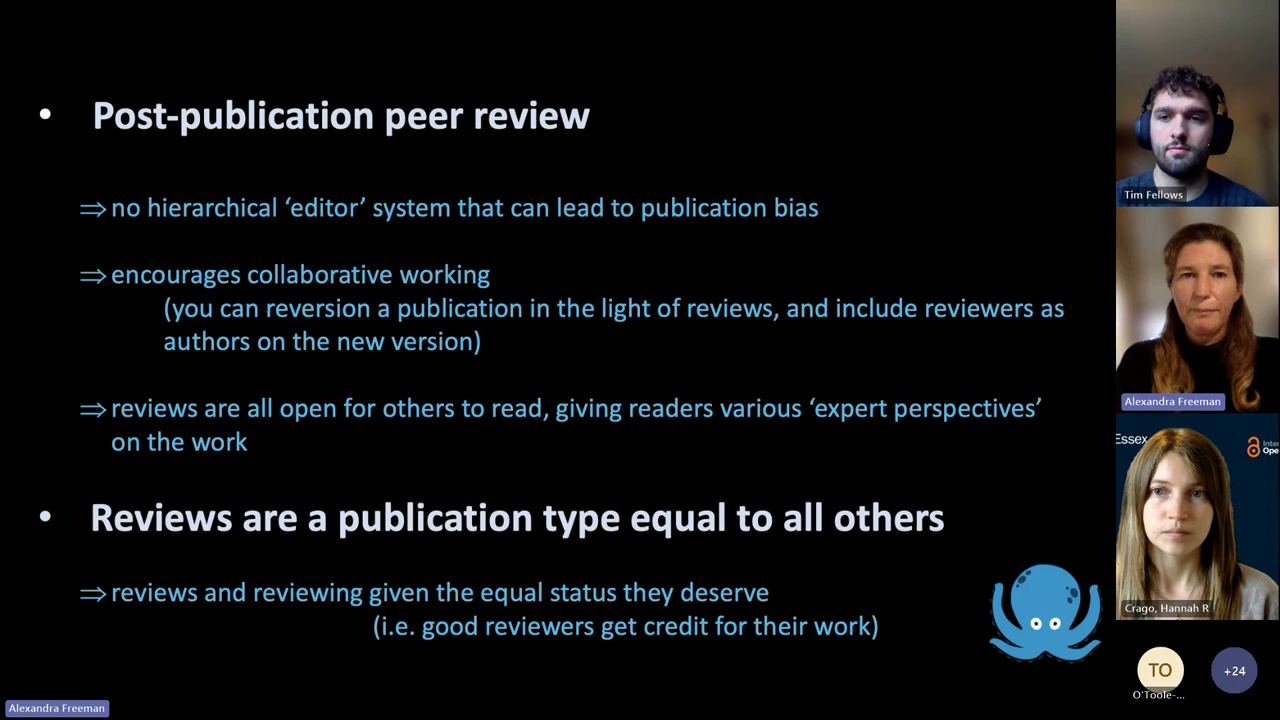 • Post-publication peer review
⇒ no hierarchical ‘editor’ system that can lead to publication bias
⇒ encourages collaborative working
(you can reversion a publication in the light of reviews, and include reviewers as
authors on the new version)
⇒ reviews are all open for others to read, giving readers various ‘expert perspectives’
on the work
• Reviews are a publication type equal to all others
⇒ reviews and reviewing given the equal status they deserve
(i.e. good reviewers get credit for their work)
Alexandra Freeman
Tim Fellows
Alexandra Freeman
Essex
Inte
Ope
Crago, Hannah R
TO
O'Toole-...
+24